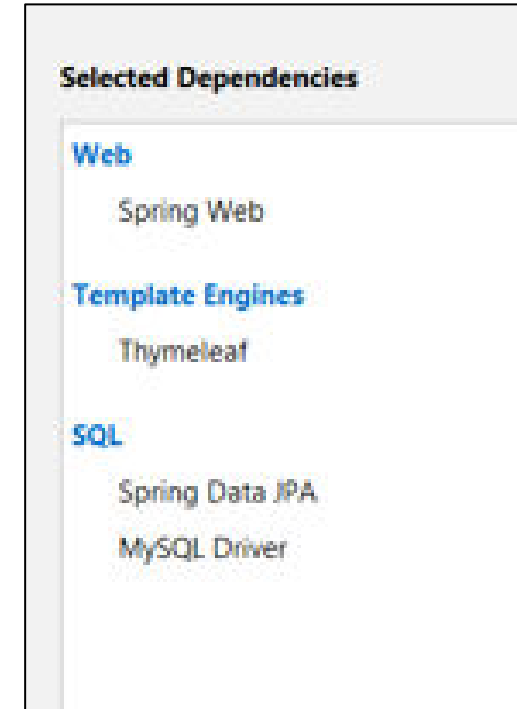 Selected Dependencies
Web
Spring Web
Template Engines
Thymeleaf
SQL
Spring Data JPA
MySQL Driver